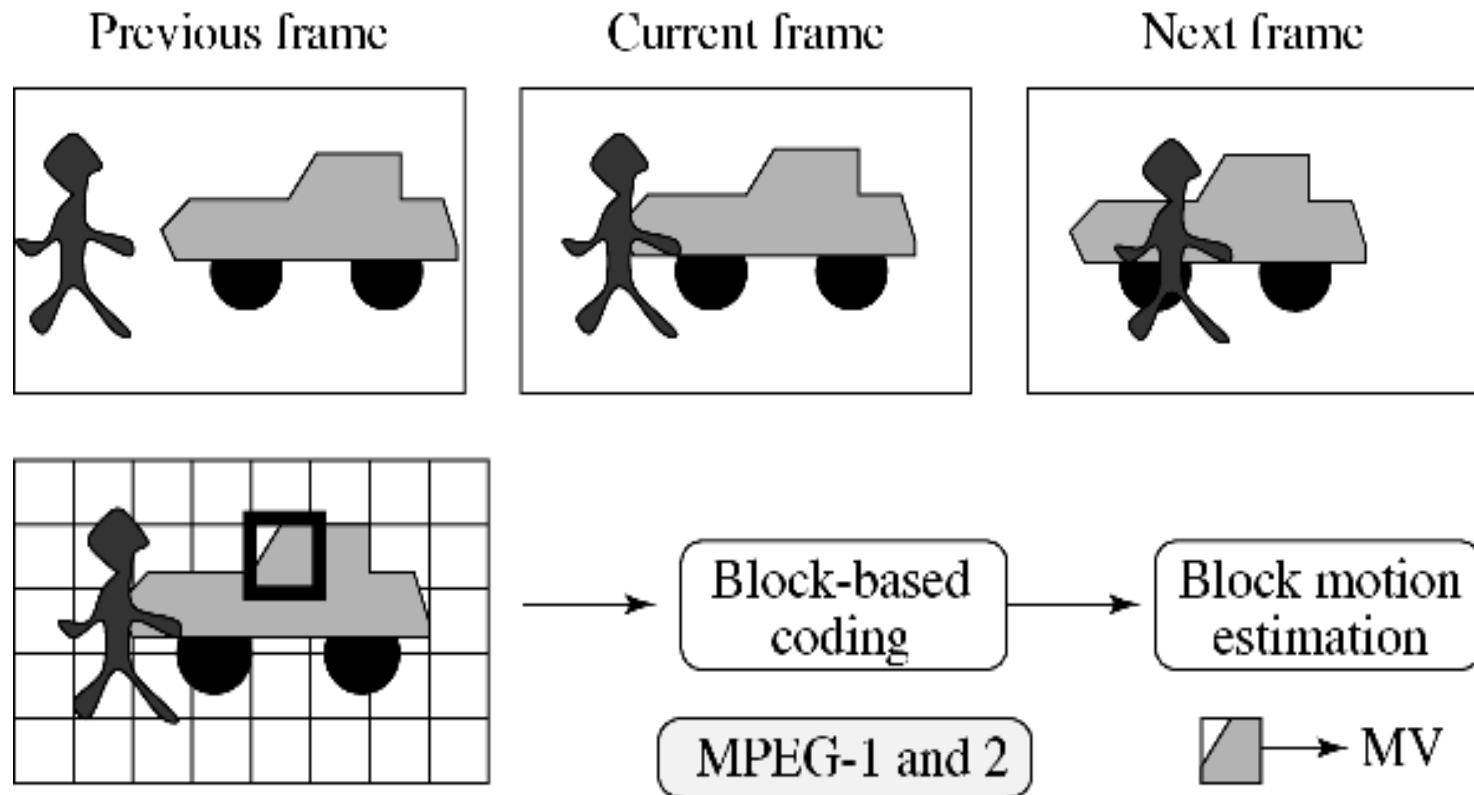 Previous frame
Current frame
Next frame
Block-based
coding
Block motion
estimation
MPEG-1 and 2
MV